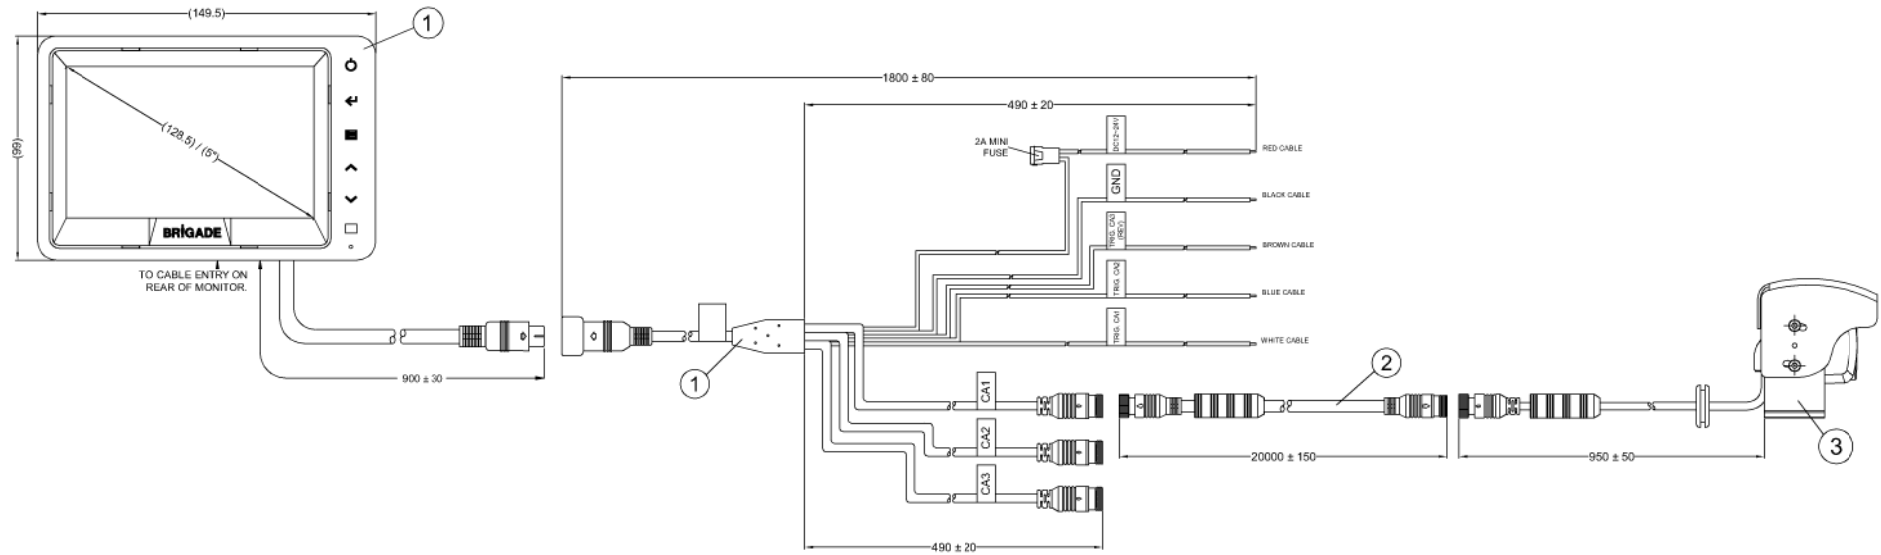 (149.5)
1
(99)
(128.5) / (5")
BRIGADE
TO CABLE ENTRY ON
REAR OF MONITOR.
900 ± 30
1800 ± 80
490 ± 20
2A MINI
FUSE
DC12~24V
RED CABLE
GND
BLACK CABLE
TRIG. CA3
(REV)
BROWN CABLE
TRIG. CA2
BLUE CABLE
TRIG. CA1
WHITE CABLE
1
CA1
CA2
CA3
490 ± 20
2
20000 ± 150
950 ± 50
3